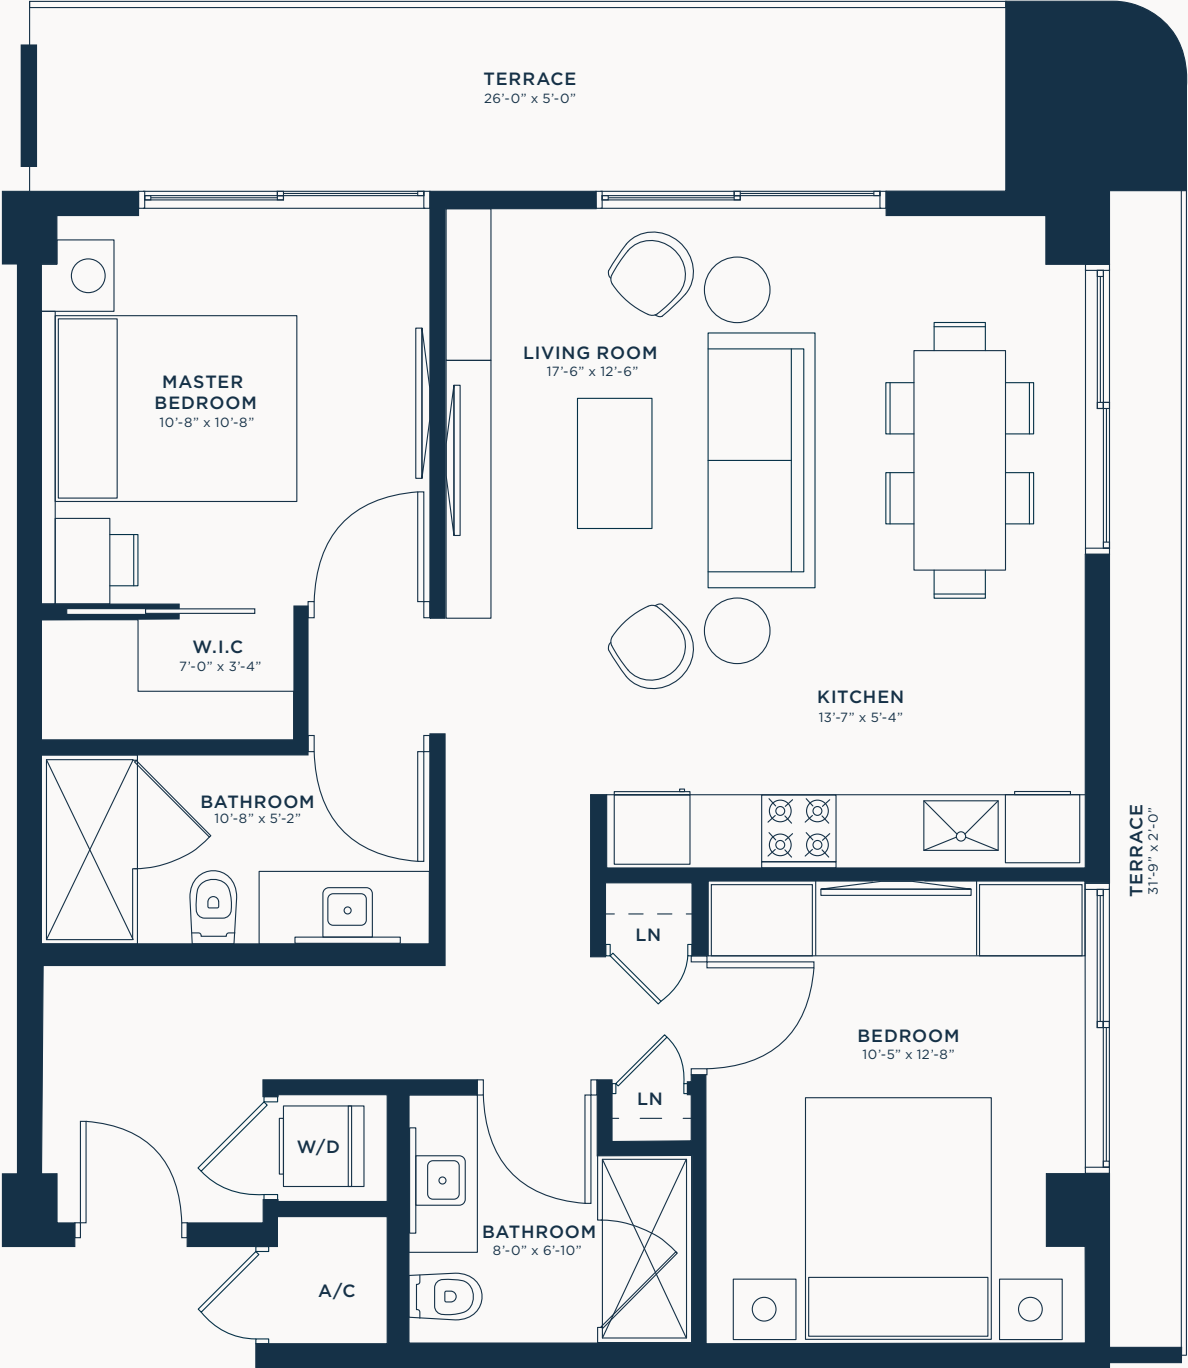 TERRACE
26’-0” x 5’-0”
LIVING ROOM
17’-6” x 12’-6”
MASTER
BEDROOM
10’-8” x 10’-8”
W.I.C
7’-0” x 3’-4”
KITCHEN
13’-7” x 5’-4”
BATHROOM
10’-8” x 5’-2”
TERRACE
31’-9” x 2’-0”
LN
BEDROOM
10’-5” x 12’-8”
LN
W/D
BATHROOM
8’-0” x 6’-10”
A/C